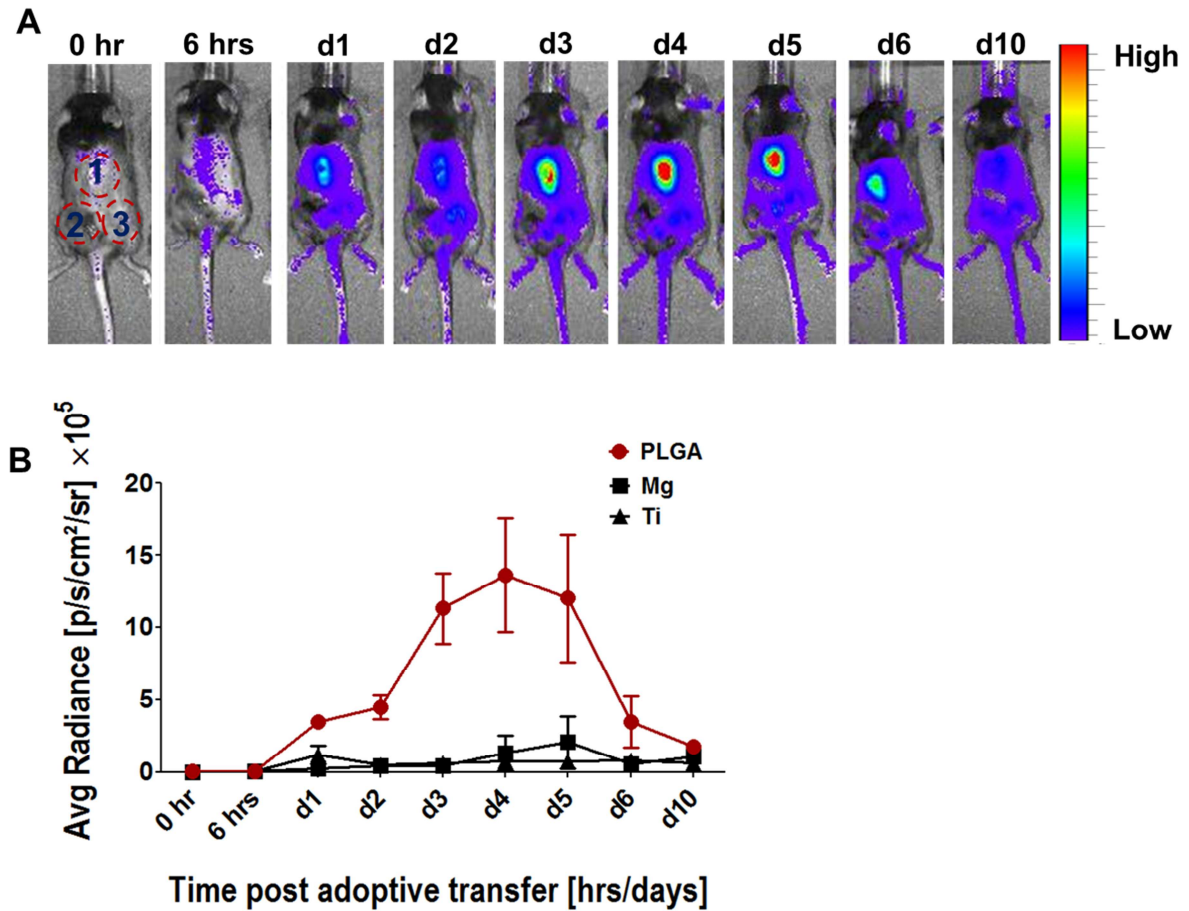 A
0 hr 6 hrs d1 d2 d3 d4 d5 d6 d10
High
1
2 3
Low
B
Avg Radiance [p/s/cm²/sr] ×10⁵
PLGA
Mg
Ti
20
15
10
5
0
0 hr 6 hrs d1 d2 d3 d4 d5 d6 d10
Time post adoptive transfer [hrs/days]